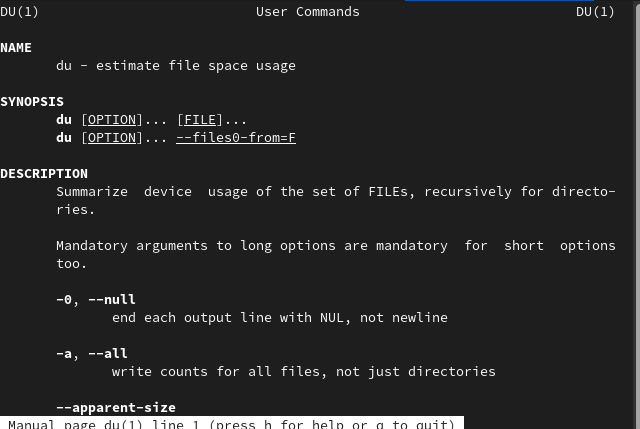 DU(1) User Commands DU(1)
NAME
du - estimate file space usage
SYNOPSIS
du [OPTION]... [FILE]...
du [OPTION]... --files0-from=F
DESCRIPTION
Summarize device usage of the set of FILEs, recursively for directo-
ries.
Mandatory arguments to long options are mandatory for short options
too.
-0, --null
end each output line with NUL, not newline
-a, --all
write counts for all files, not just directories
--apparent-size
Manual page du(1) line 1 (press h for help or q to quit)